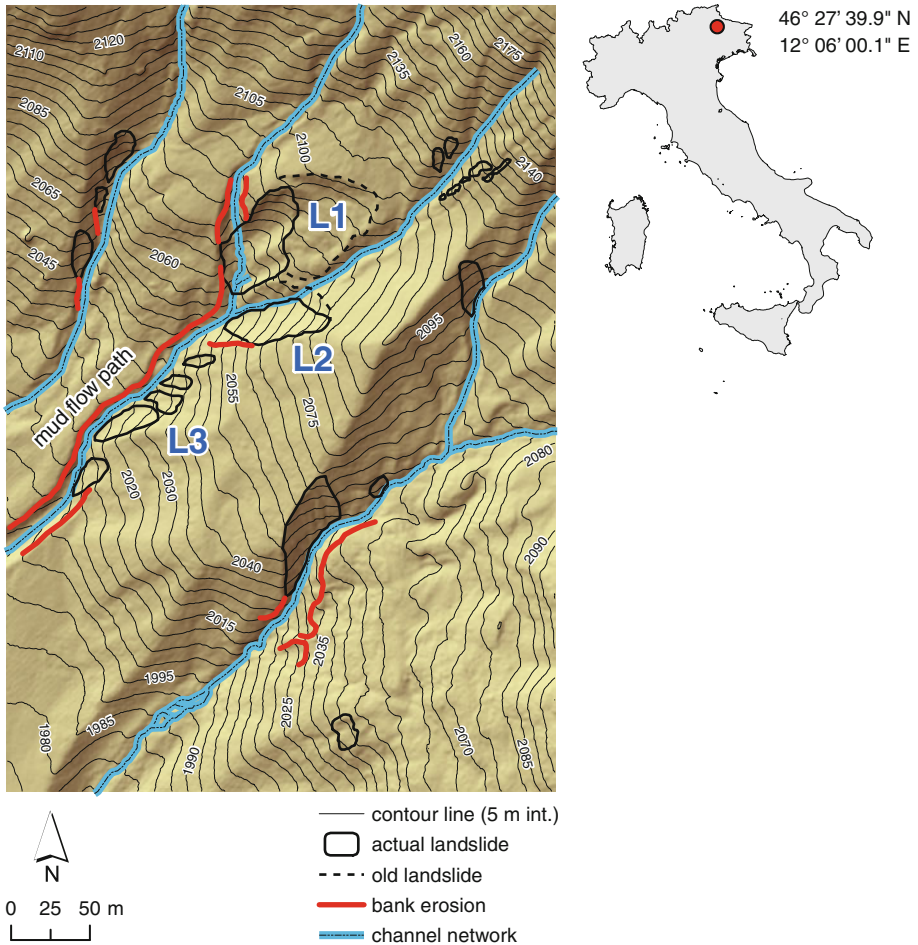 46° 27' 39.9" N
12° 06' 00.1" E
2110
2120
2160
2175
2135
2105
2085
2100
2140
2065
2045
2060
L1
2095
L2
mud flow path
2055
2075
L3
2020
2030
2080
2090
2040
2015
2035
1995
2025
1985
1980
1990
2070
2085
N
0 25 50 m
contour line (5 m int.)
actual landslide
old landslide
bank erosion
channel network